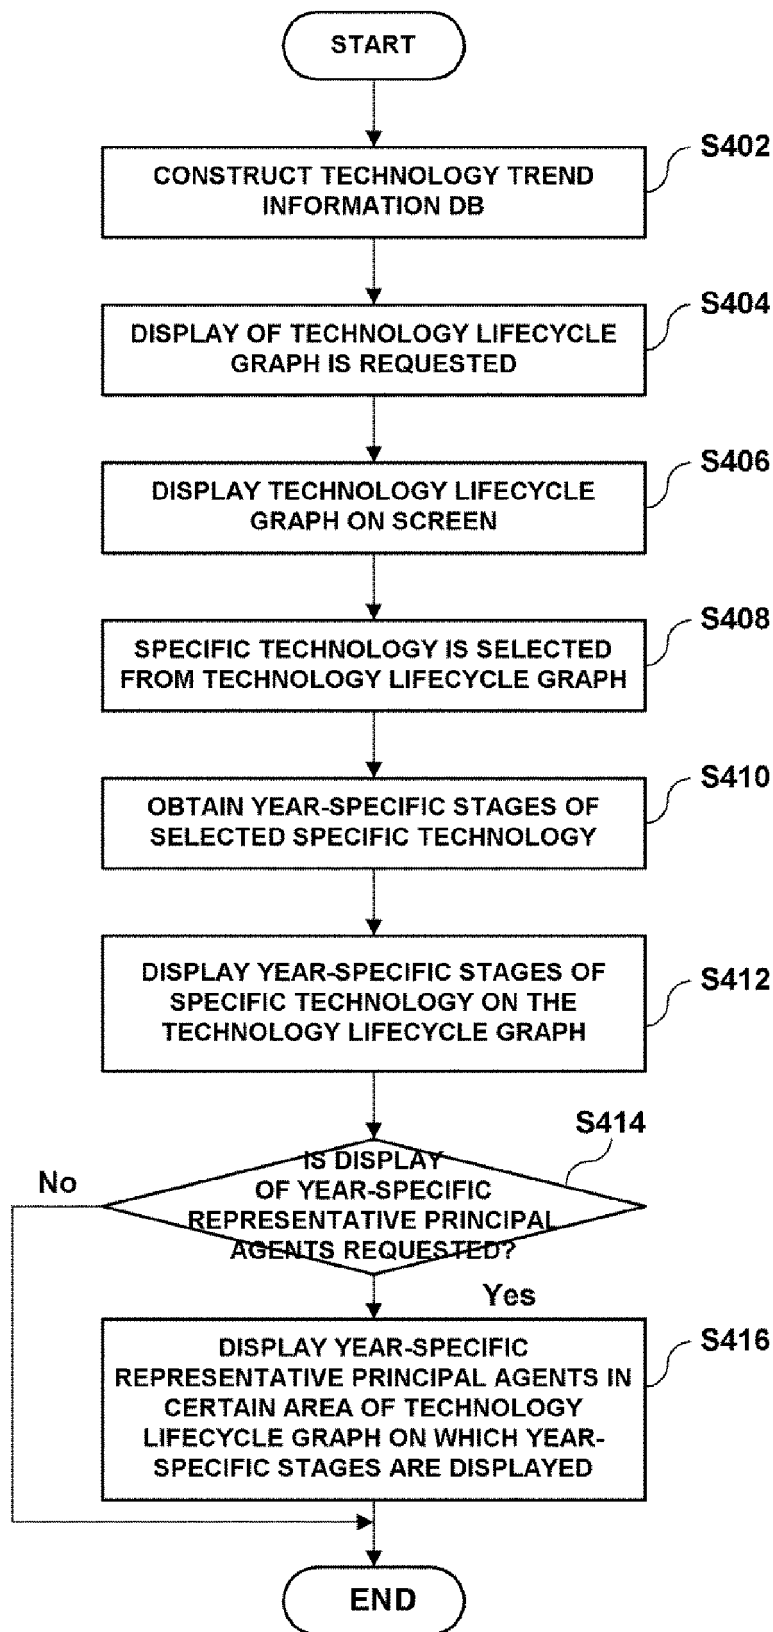 START
S402
CONSTRUCT TECHNOLOGY TREND
INFORMATION DB
S404
DISPLAY OF TECHNOLOGY LIFECYCLE
GRAPH IS REQUESTED
S406
DISPLAY TECHNOLOGY LIFECYCLE
GRAPH ON SCREEN
S408
SPECIFIC TECHNOLOGY IS SELECTED
FROM TECHNOLOGY LIFECYCLE GRAPH
S410
OBTAIN YEAR-SPECIFIC STAGES OF
SELECTED SPECIFIC TECHNOLOGY
S412
DISPLAY YEAR-SPECIFIC STAGES OF
SPECIFIC TECHNOLOGY ON THE
TECHNOLOGY LIFECYCLE GRAPH
S414
IS DISPLAY
OF YEAR-SPECIFIC
REPRESENTATIVE PRINCIPAL
AGENTS REQUESTED?
No
Yes
S416
DISPLAY YEAR-SPECIFIC
REPRESENTATIVE PRINCIPAL AGENTS IN
CERTAIN AREA OF TECHNOLOGY
LIFECYCLE GRAPH ON WHICH YEAR-
SPECIFIC STAGES ARE DISPLAYED
END